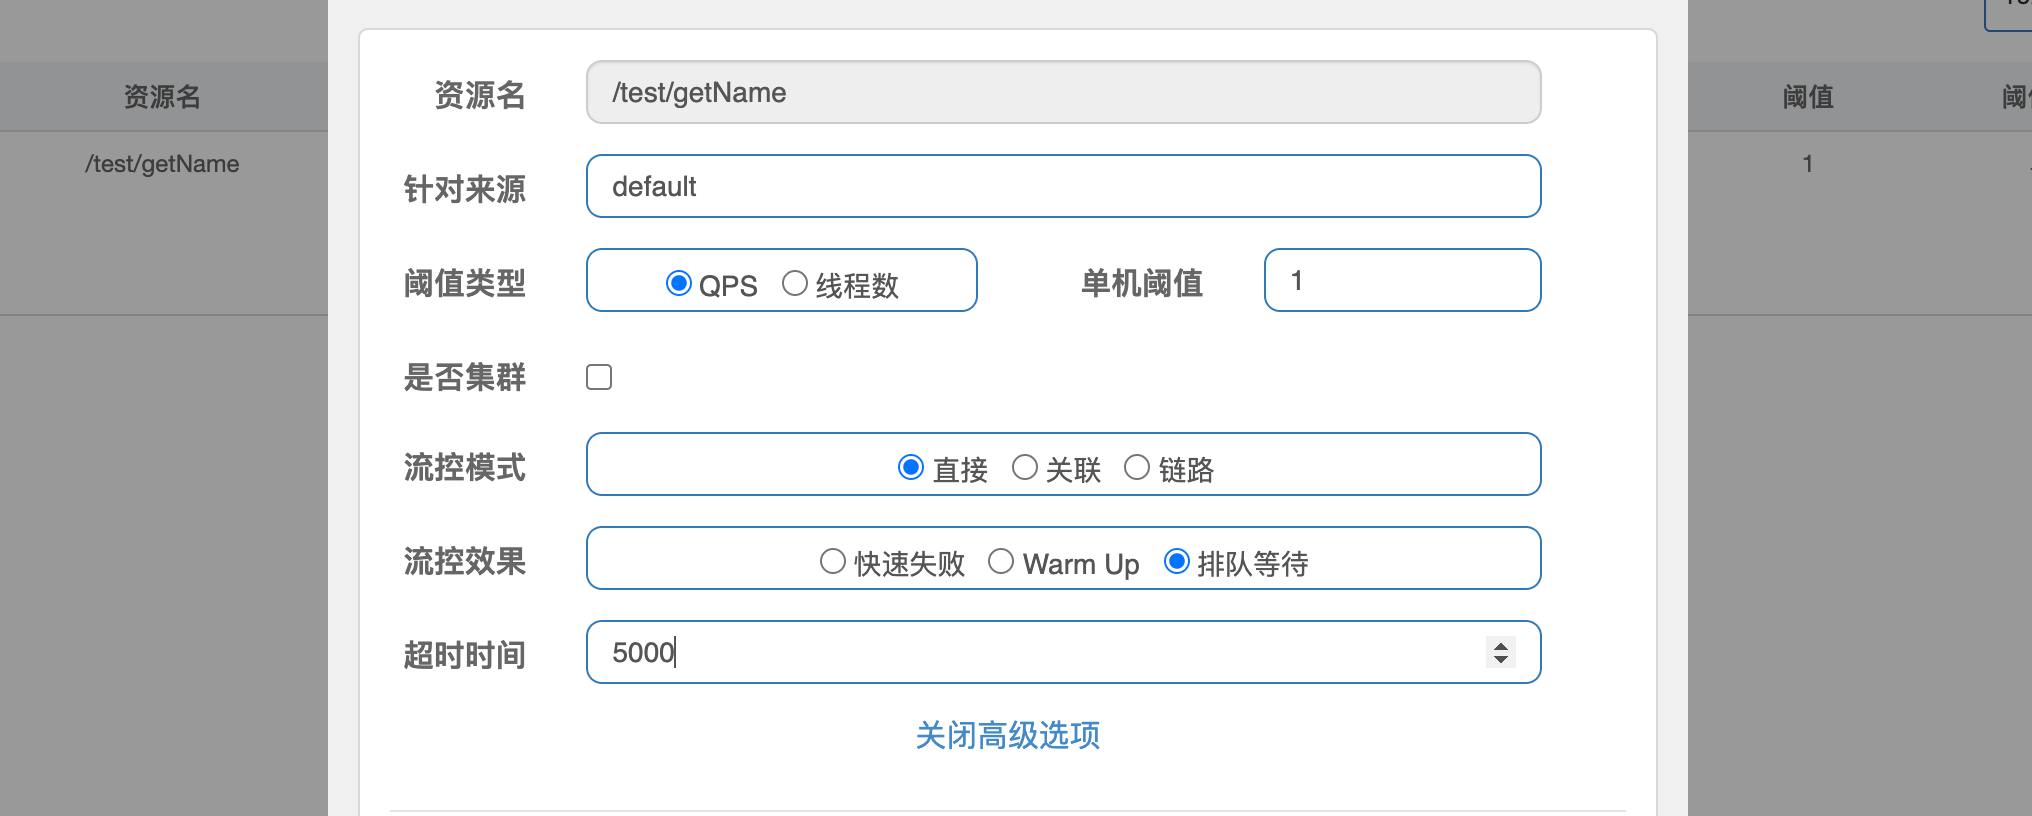 资源名 /test/getName
针对来源 default
阈值类型 QPS 线程数 单机阈值 1
是否集群
流控模式 直接 关联 链路
流控效果 快速失败 Warm Up 排队等待
超时时间 5000
关闭高级选项
资源名 阈值
/test/getName 1